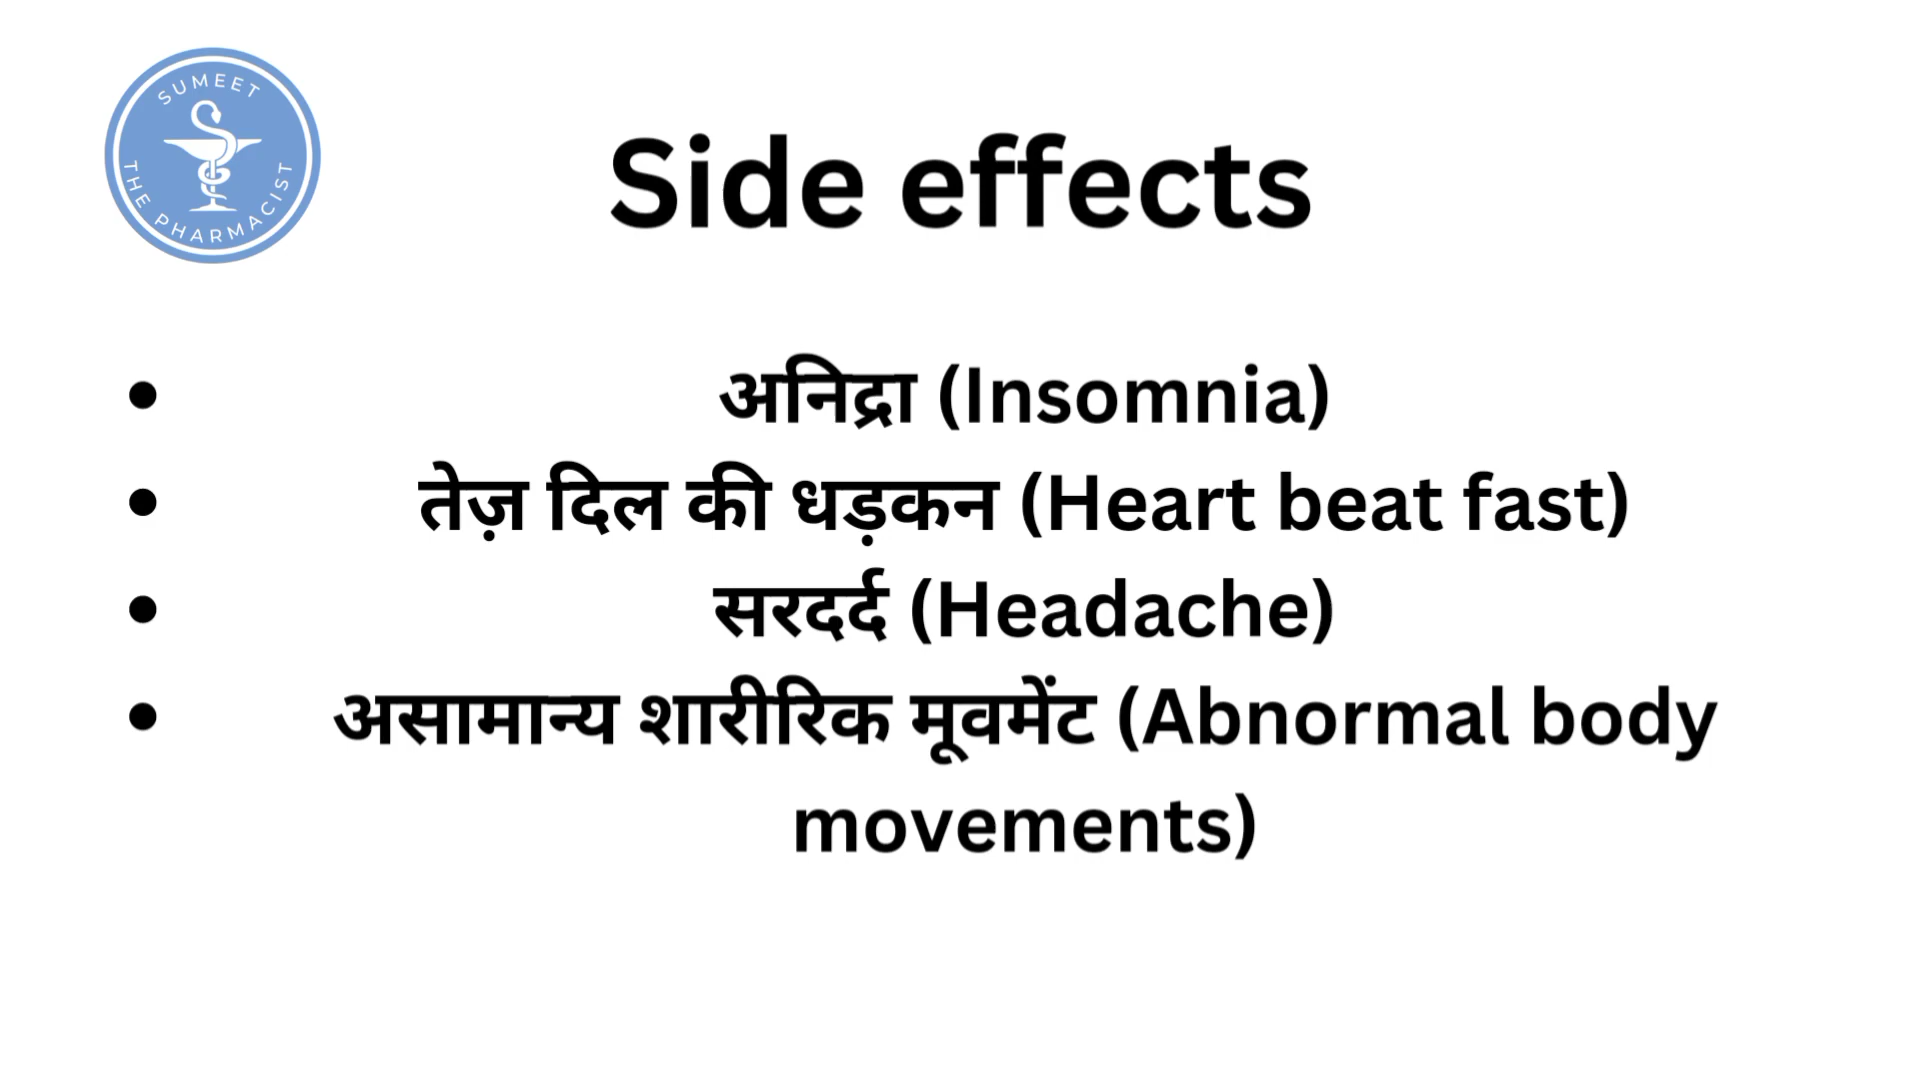 SUMEET
THE PHARMACIST
Side effects
• अनिद्रा (Insomnia)
• तेज़ दिल की धड़कन (Heart beat fast)
• सरदर्द (Headache)
• असामान्य शारीरिक मूवमेंट (Abnormal body
movements)